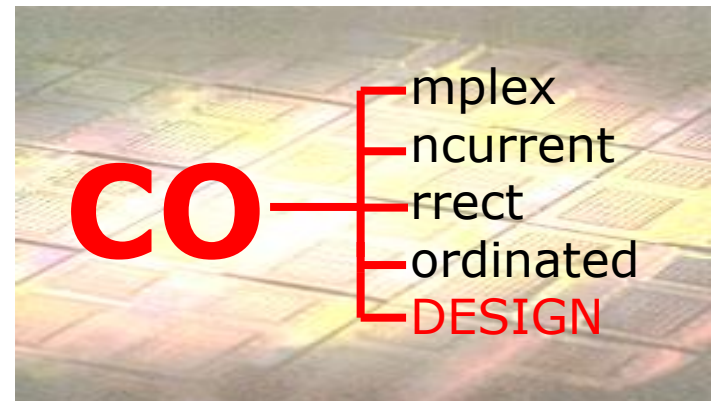 CO
mplex
ncurrent
rrect
ordinated
DESIGN